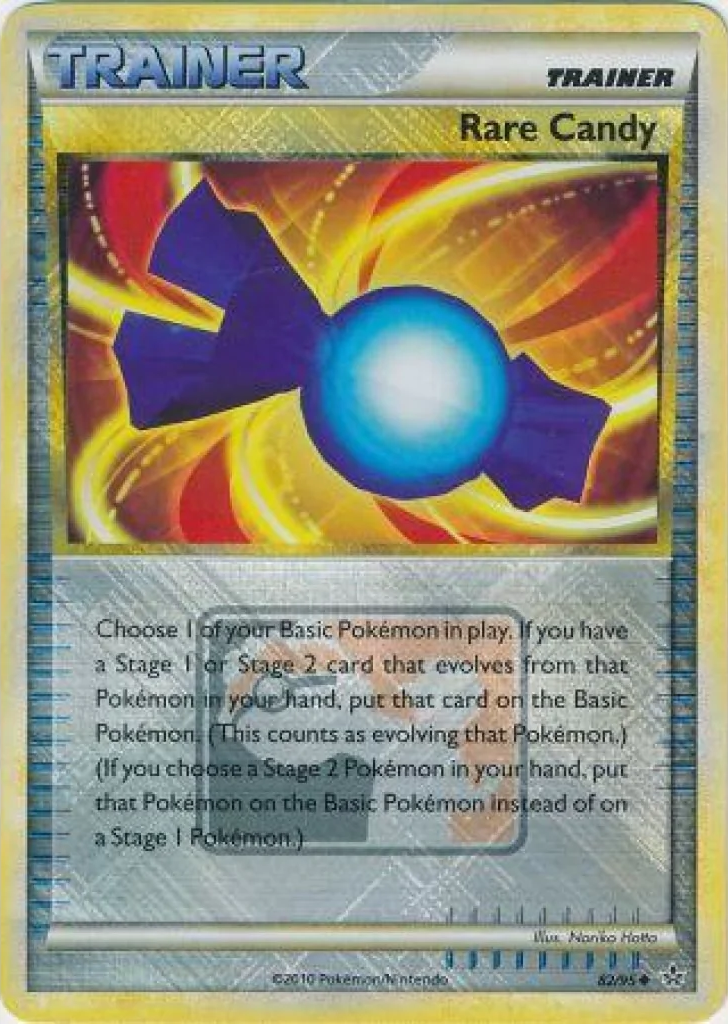 TRAINER
TRAINER
Rare Candy
Choose 1 of your Basic Pokémon in play. If you have
a Stage 1 or Stage 2 card that evolves from that
Pokémon in your hand, put that card on the Basic
Pokémon. (This counts as evolving that Pokémon.)
(If you choose a Stage 2 Pokémon in your hand, put
that Pokémon on the Basic Pokémon instead of on
a Stage 1 Pokémon.)
Illus. Noriko Hotta
©2010 Pokémon/Nintendo
82/95